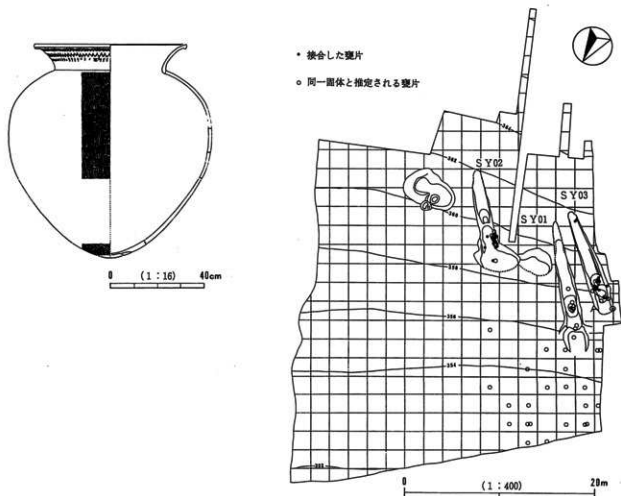 • 接合した甕片
○ 同一固体と推定される甕片
SY02
SY01
SY03
A
0 (1:16) 40cm
0 (1:400) 20m